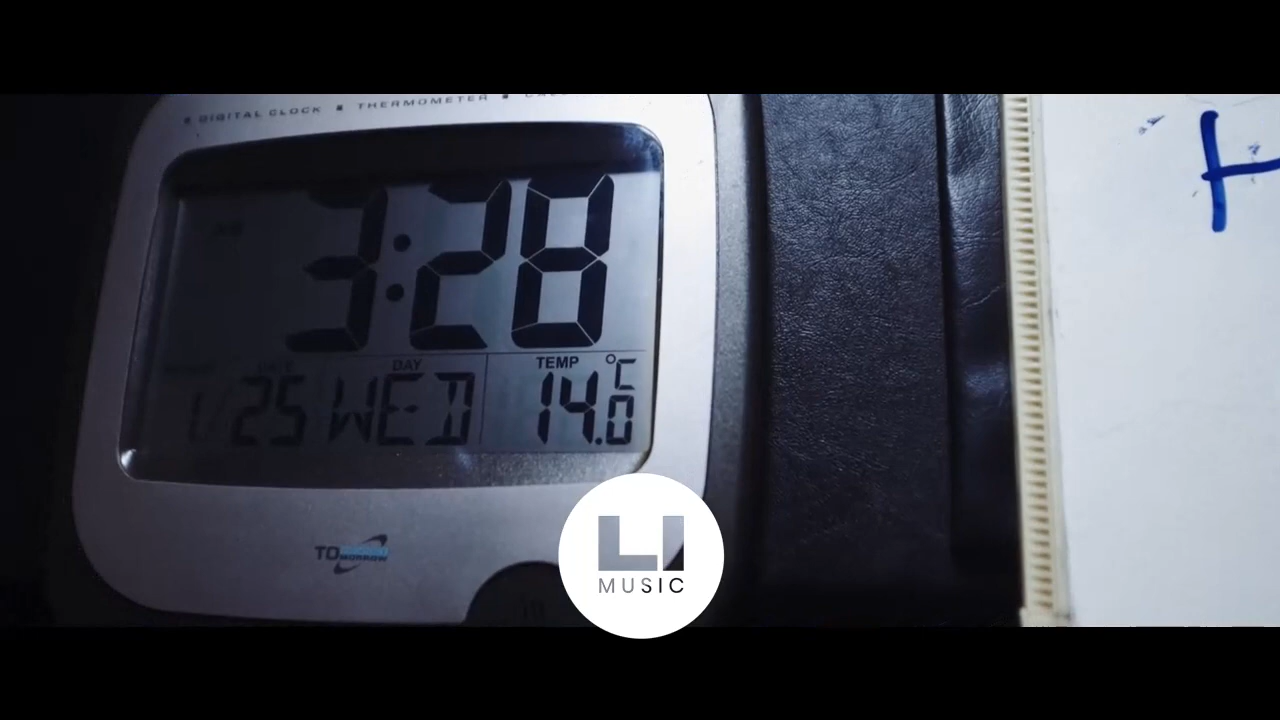 DIGITAL CLOCK ▪ THERMOMETER ▪
3:28
DAY TEMP °C
25 WED 14.0
LI
MUSIC